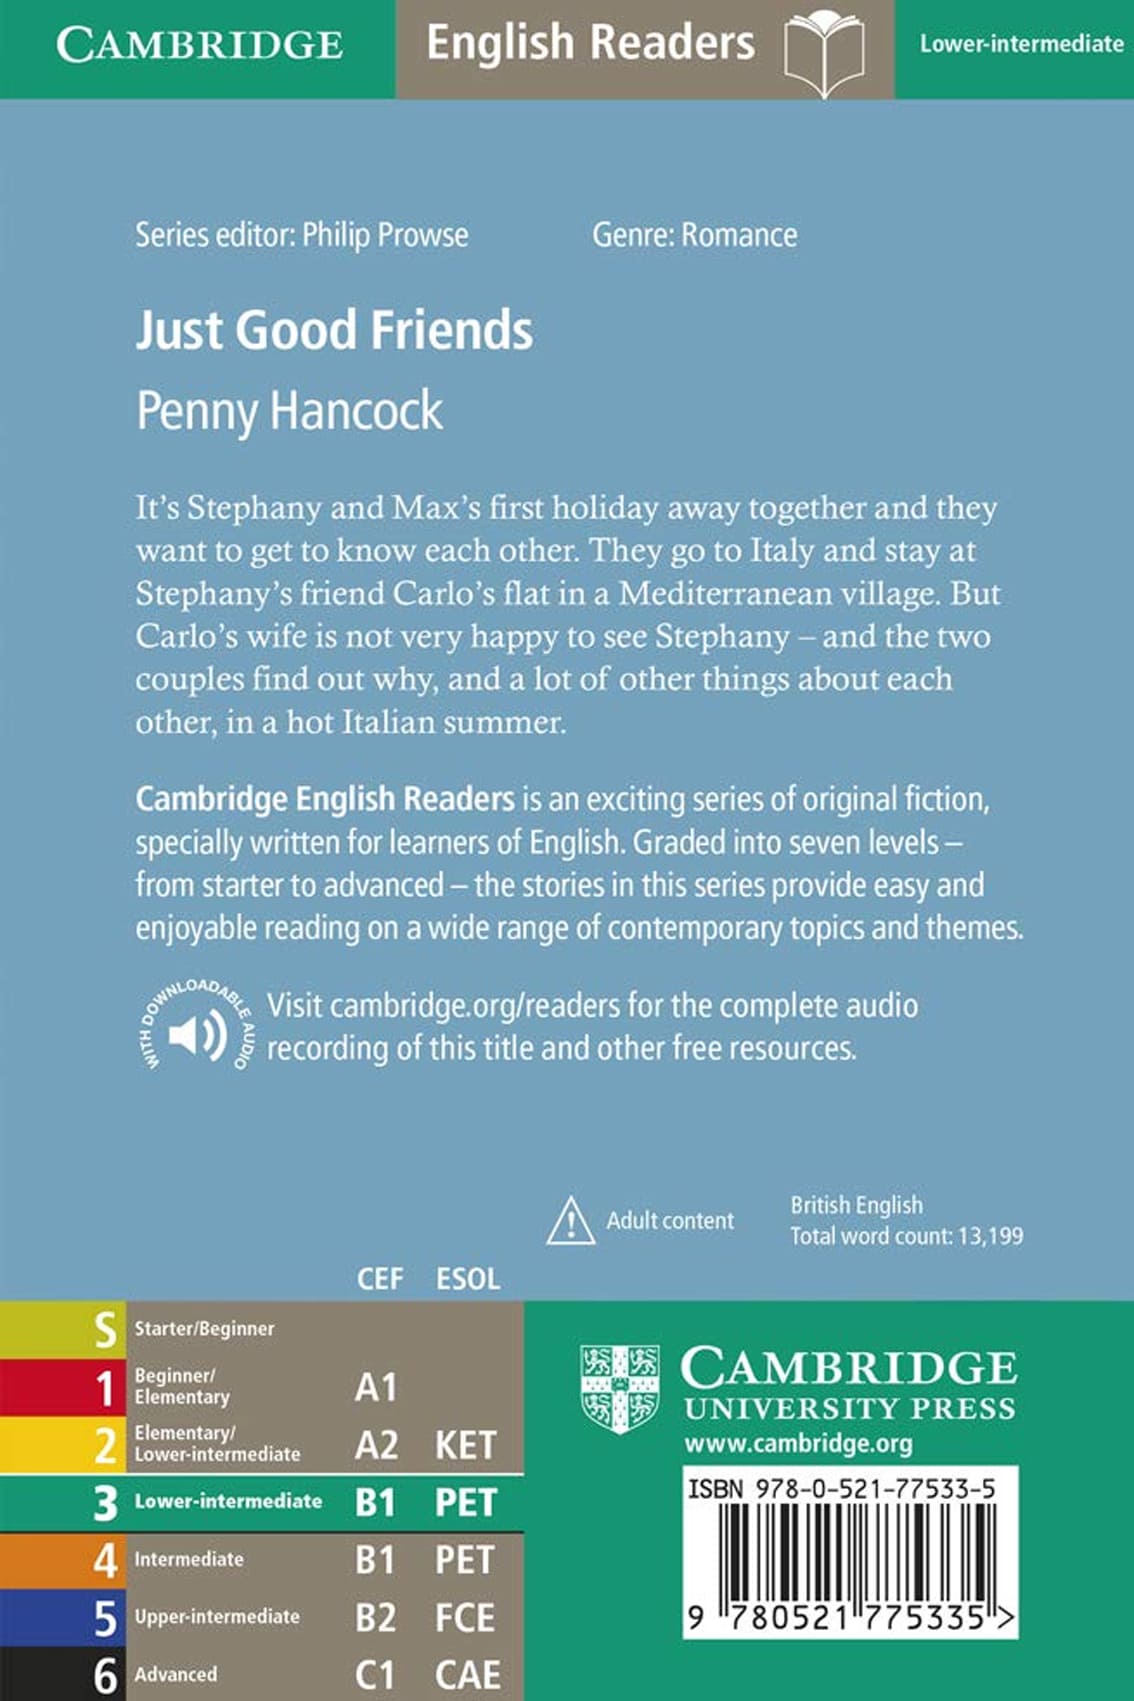 CAMBRIDGE English Readers Lower-intermediate
Series editor: Philip Prowse Genre: Romance
Just Good Friends
Penny Hancock
It's Stephany and Max's first holiday away together and they
want to get to know each other. They go to Italy and stay at
Stephany's friend Carlo's flat in a Mediterranean village. But
Carlo's wife is not very happy to see Stephany – and the two
couples find out why, and a lot of other things about each
other, in a hot Italian summer.
Cambridge English Readers is an exciting series of original fiction,
specially written for learners of English. Graded into seven levels –
from starter to advanced – the stories in this series provide easy and
enjoyable reading on a wide range of contemporary topics and themes.
WITH DOWNLOADABLE AUDIO
Visit cambridge.org/readers for the complete audio
recording of this title and other free resources.
Adult content
British English
Total word count: 13,199
CEF ESOL
S Starter/Beginner
1 Beginner/
Elementary A1
2 Elementary/
Lower-intermediate A2 KET
3 Lower-intermediate B1 PET
4 Intermediate B1 PET
5 Upper-intermediate B2 FCE
6 Advanced C1 CAE
CAMBRIDGE
UNIVERSITY PRESS
www.cambridge.org
ISBN 978-0-521-77533-5
9 780521 775335 >